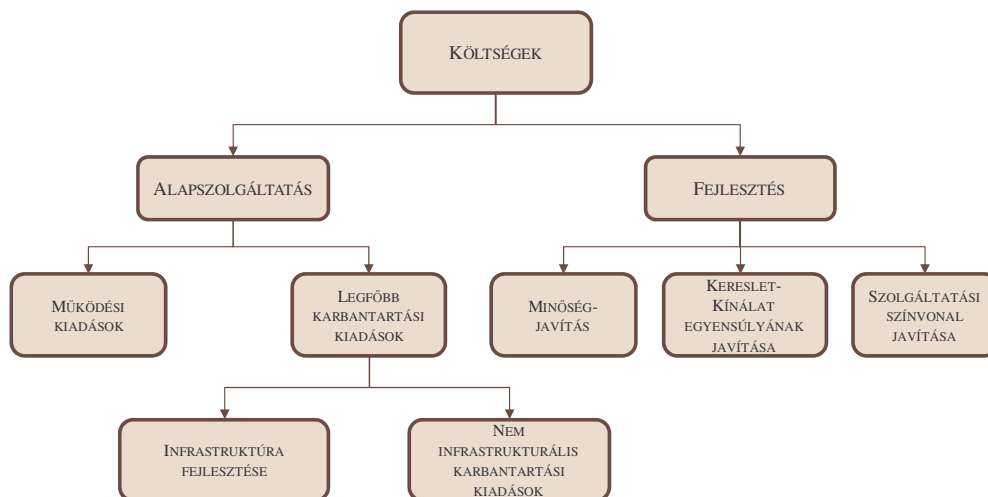 KÖLTSÉGEK
ALAPSZOLGÁLTATÁS
FEJLESZTÉS
MŰKÖDÉSI
KIADÁSOK
LEGFŐBB
KARBANTARTÁSI
KIADÁSOK
MINŐSÉG-
JAVÍTÁS
KERESLET-
KÍNÁLAT
EGYENSÚLYÁNAK
JAVÍTÁSA
SZOLGÁLTATÁSI
SZÍNVONAL
JAVÍTÁSA
INFRASTRUKTÚRA
FEJLESZTÉSE
NEM
INFRASTRUKTURÁLIS
KARBANTARTÁSI
KIADÁSOK